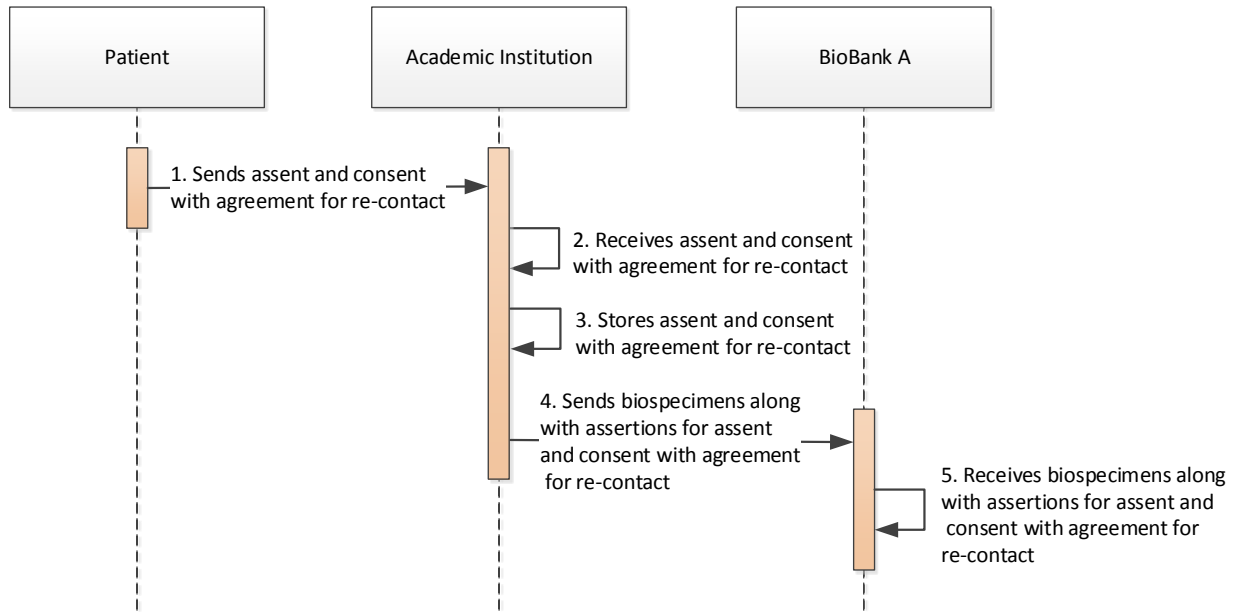 Patient
Academic Institution
BioBank A
1. Sends assent and consent
with agreement for re-contact
2. Receives assent and consent
with agreement for re-contact
3. Stores assent and consent
with agreement for re-contact
4. Sends biospecimens along
with assertions for assent
and consent with agreement
for re-contact
5. Receives biospecimens along
with assertions for assent and
consent with agreement for
re-contact